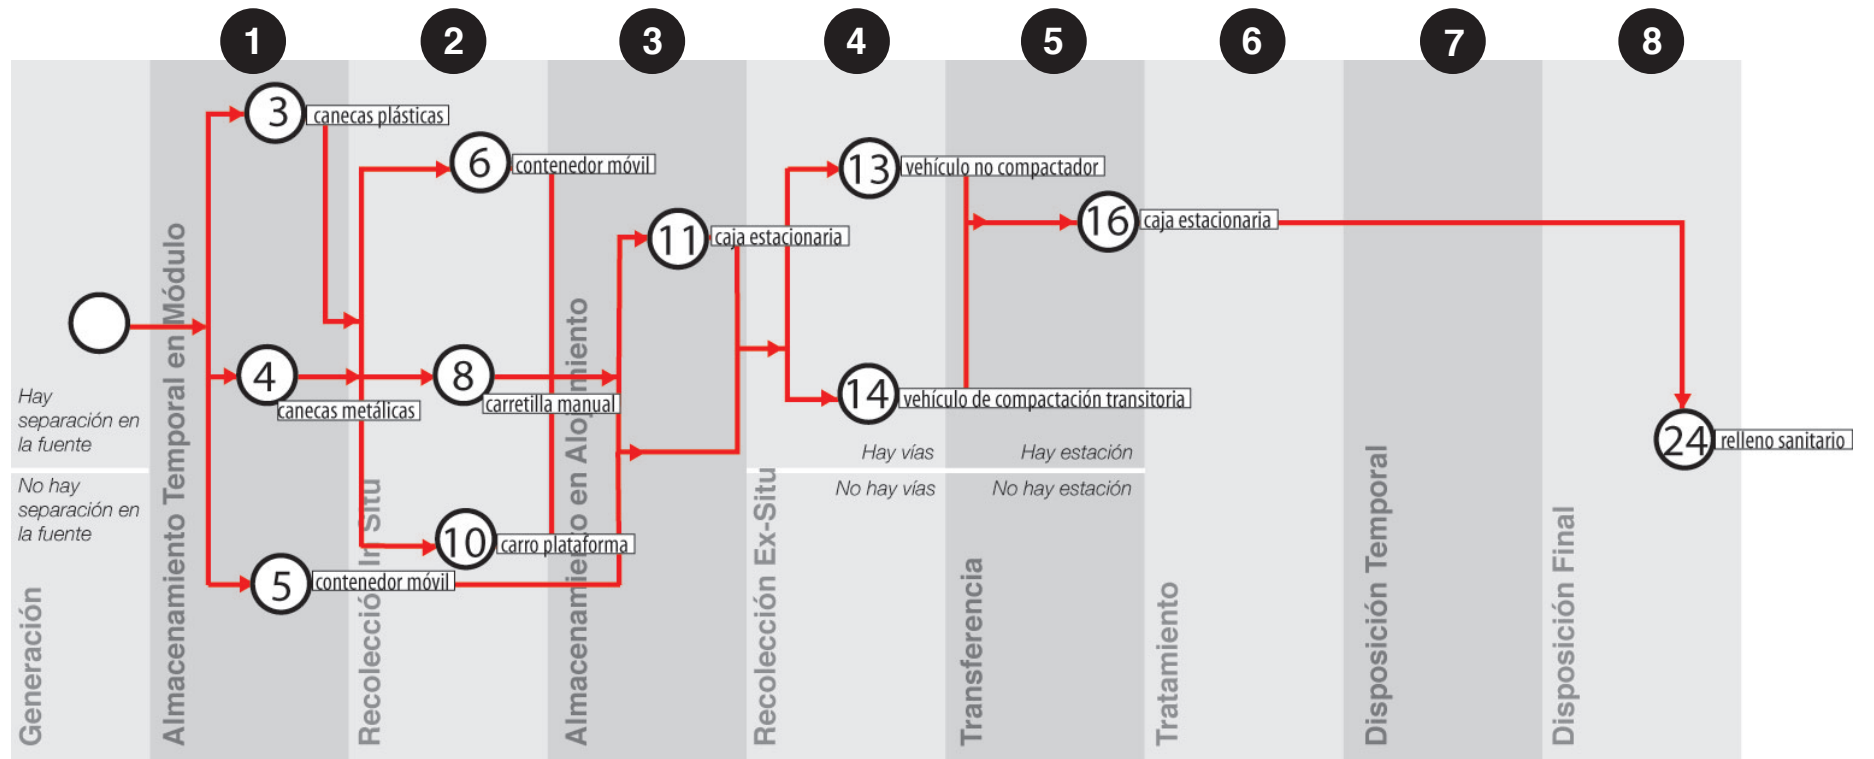 1
2
3
4
5
6
7
8
3
canecas plásticas
6
contenedor móvil
13
vehículo no compactador
11
caja estacionaria
16
caja estacionaria
4
canecas metálicas
8
carretilla manual
14
vehículo de compactación transitoria
24
relleno sanitario
10
carro plataforma
5
contenedor móvil
Hay
separación en
la fuente
No hay
separación en
la fuente
Hay vías
No hay vías
Hay estación
No hay estación
Generación
Almacenamiento Temporal en Módulo
Recolección In Situ
Almacenamiento en Alojamiento
Recolección Ex-Situ
Transferencia
Tratamiento
Disposición Temporal
Disposición Final